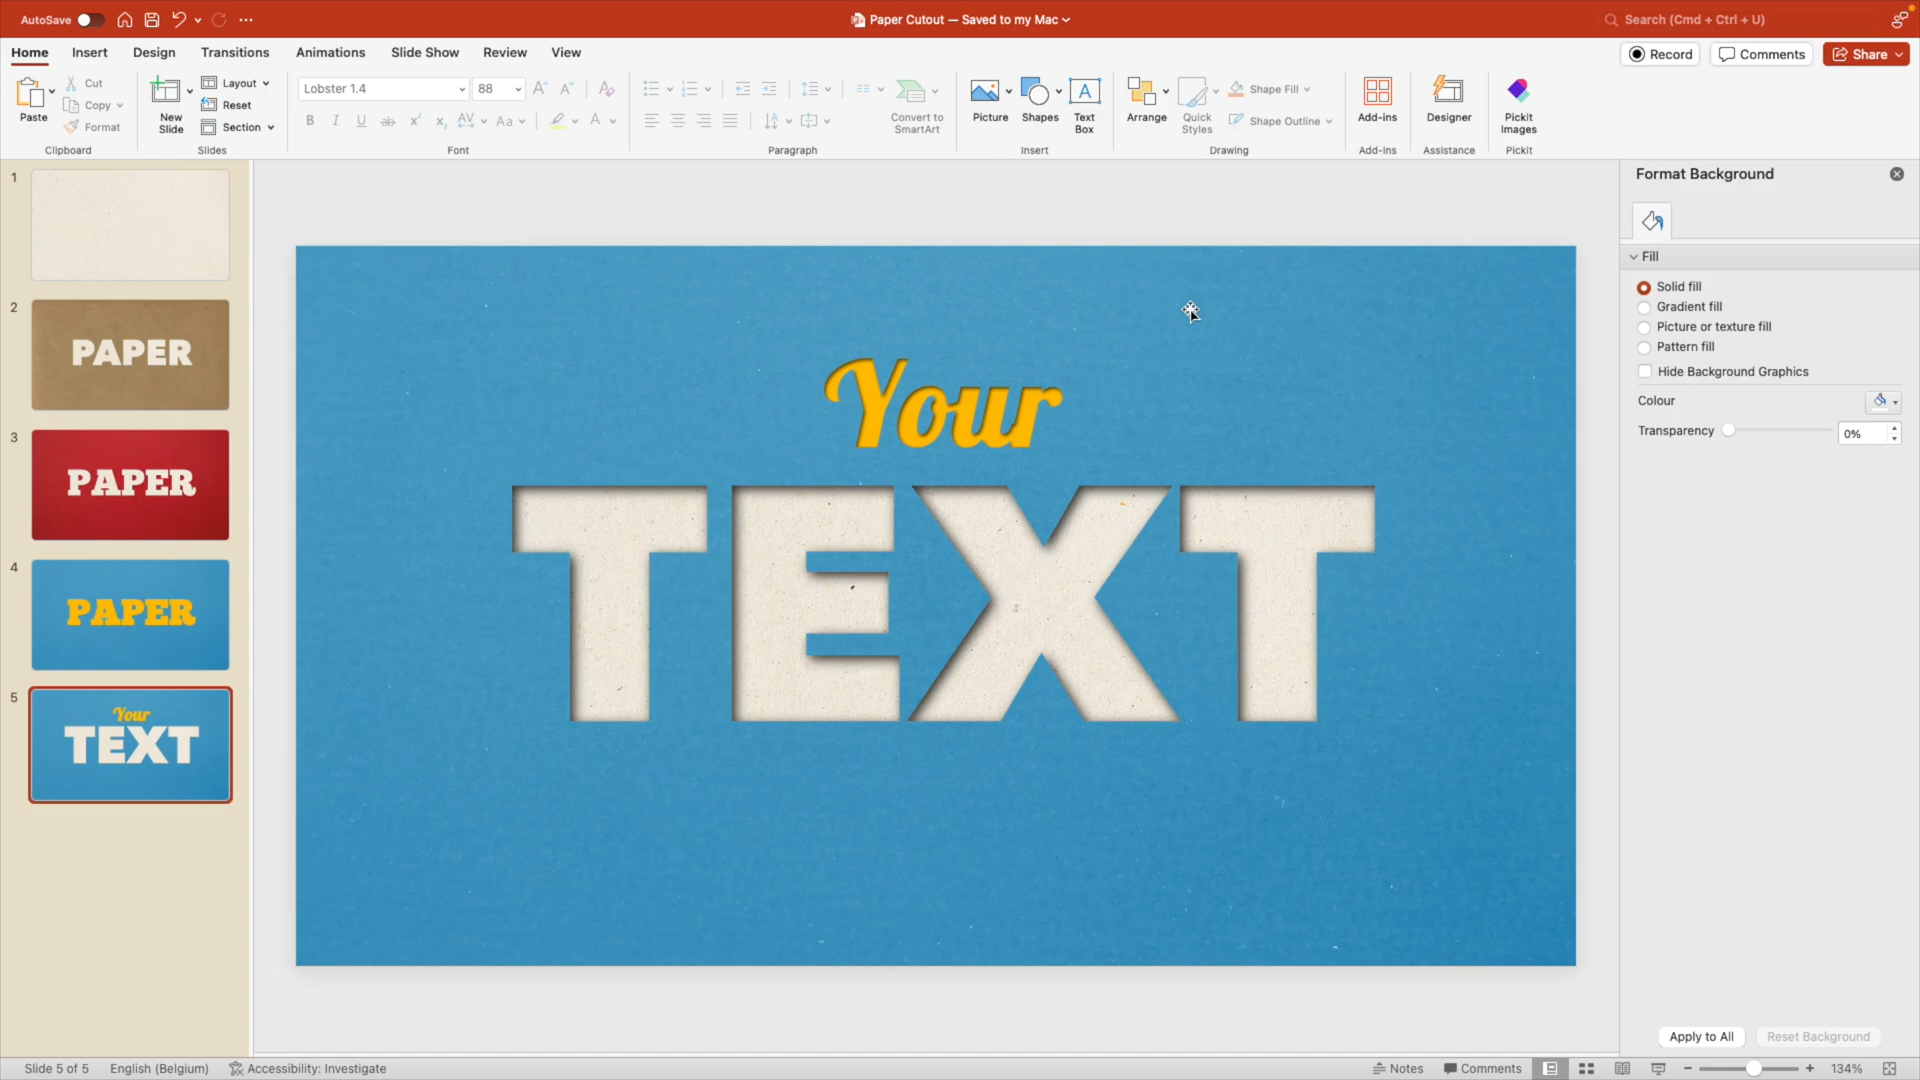 AutoSave
Paper Cutout — Saved to my Mac
Search (Cmd + Ctrl + U)
Home Insert Design Transitions Animations Slide Show Review View
Record Comments Share
Paste
Cut
Copy
Format
Clipboard
New Slide
Layout
Reset
Section
Slides
Lobster 1.4 88
B I U ab x² x₂ AV Aa A
Font
Convert to SmartArt
Paragraph
Picture
Shapes
Text Box
Insert
Arrange
Quick Styles
Shape Fill
Shape Outline
Drawing
Add-ins
Add-ins
Designer
Assistance
Pickit Images
Pickit
1
2
PAPER
3
PAPER
4
PAPER
5
Your
TEXT
Your
TEXT
Format Background
Fill
Solid fill
Gradient fill
Picture or texture fill
Pattern fill
Hide Background Graphics
Colour
Transparency 0%
Apply to All Reset Background
Slide 5 of 5 English (Belgium) Accessibility: Investigate
Notes Comments 134%